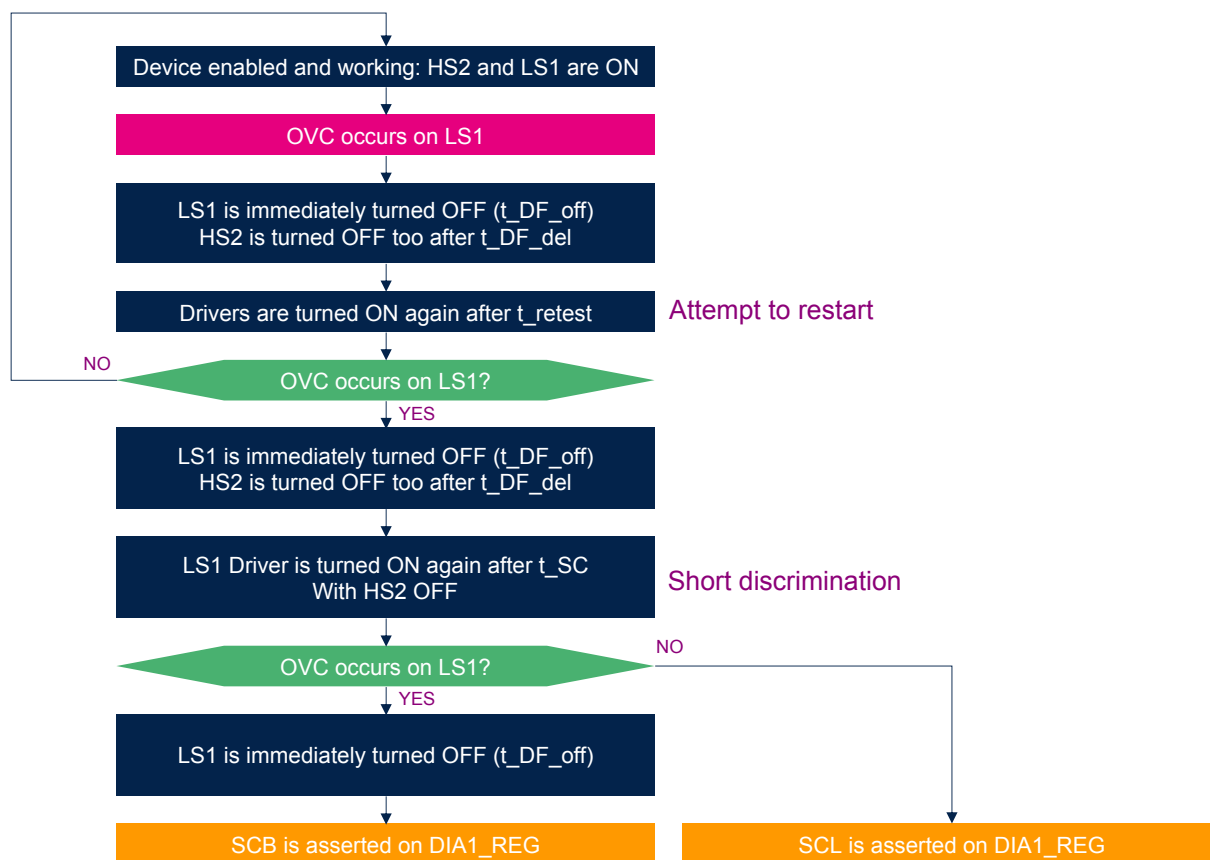 Device enabled and working: HS2 and LS1 are ON
OVC occurs on LS1
LS1 is immediately turned OFF (t_DF_off)
HS2 is turned OFF too after t_DF_del
Drivers are turned ON again after t_retest
Attempt to restart
NO
OVC occurs on LS1?
YES
LS1 is immediately turned OFF (t_DF_off)
HS2 is turned OFF too after t_DF_del
LS1 Driver is turned ON again after t_SC
With HS2 OFF
Short discrimination
OVC occurs on LS1?
NO
YES
LS1 is immediately turned OFF (t_DF_off)
SCB is asserted on DIA1_REG
SCL is asserted on DIA1_REG